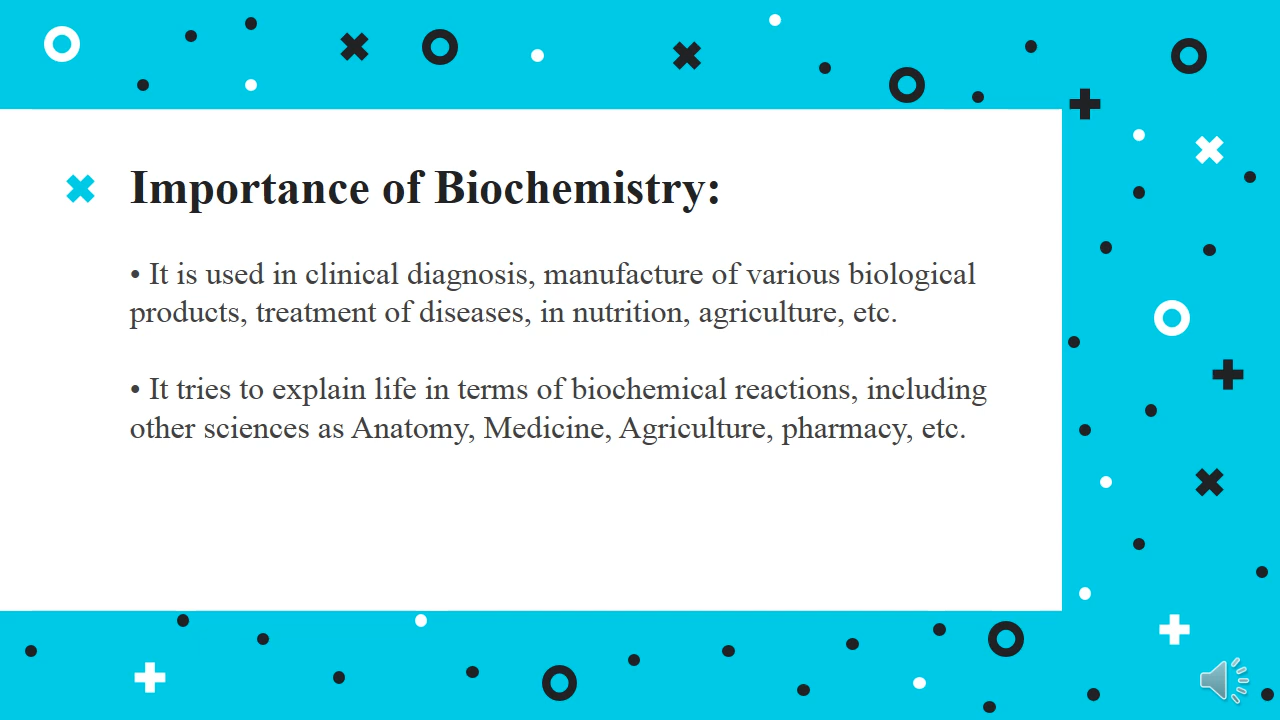 Importance of Biochemistry:
• It is used in clinical diagnosis, manufacture of various biological
products, treatment of diseases, in nutrition, agriculture, etc.
• It tries to explain life in terms of biochemical reactions, including
other sciences as Anatomy, Medicine, Agriculture, pharmacy, etc.